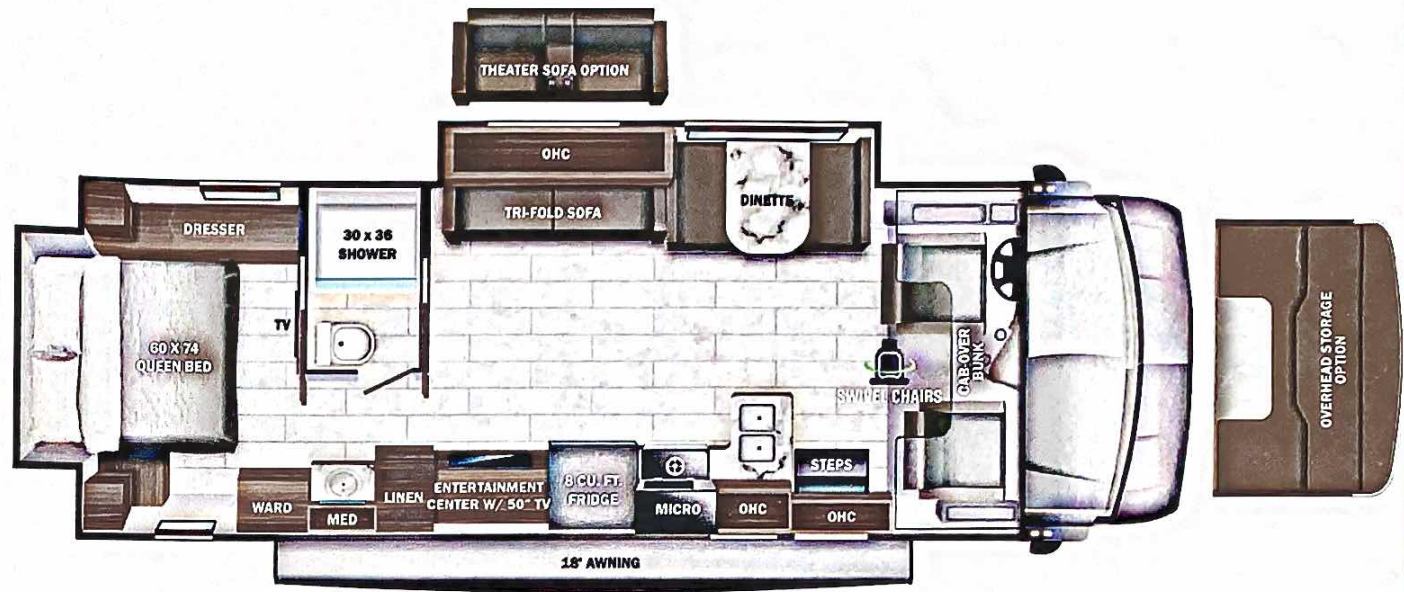 THEATER SOFA OPTION
OHC
TRI-FOLD SOFA
DINETTE
DRESSER
30 x 36
SHOWER
TV
60 X 74
QUEEN BED
CAB-OVER
BUNK
SWIVEL CHAIRS
OVERHEAD STORAGE
OPTION
WARD
MED
LINEN
ENTERTAINMENT
CENTER W/ 50" TV
8 CU. FT.
FRIDGE
MICRO
OHC
STEPS
OHC
18' AWNING